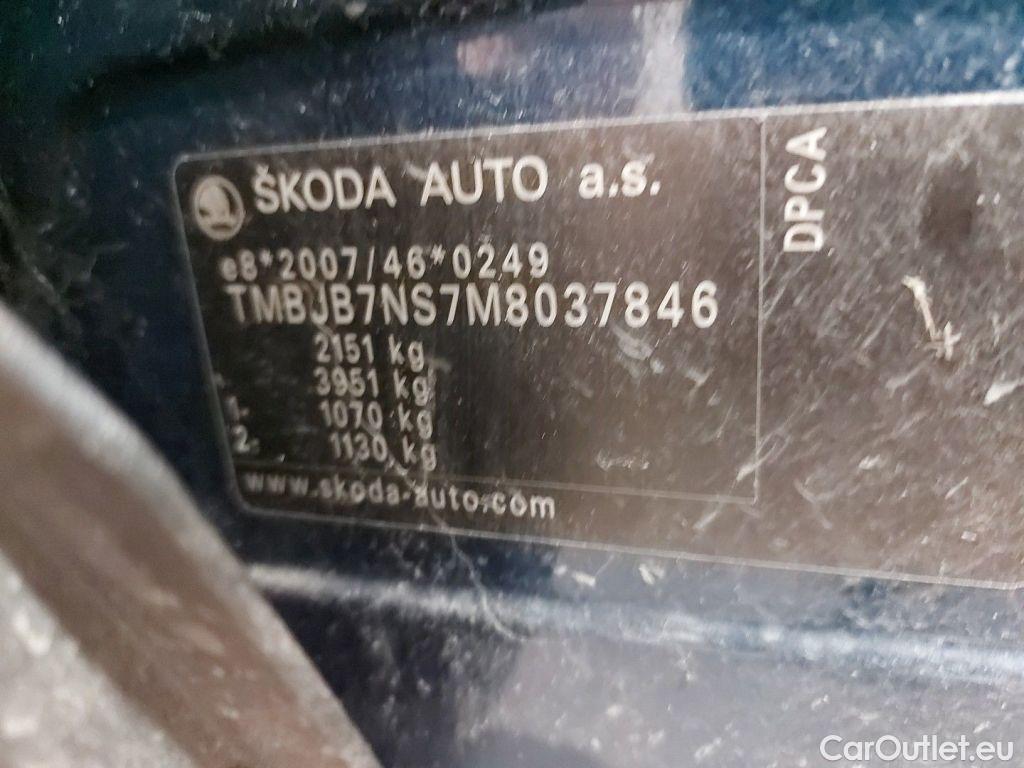 ŠKODA AUTO a.s.
e8*2007/46*0249
TMBJB7NS7M8037846
2151 kg
3951 kg
1- 1070 kg
2- 1130 kg
www.skoda-auto.com
DPCA
CarOutlet.eu